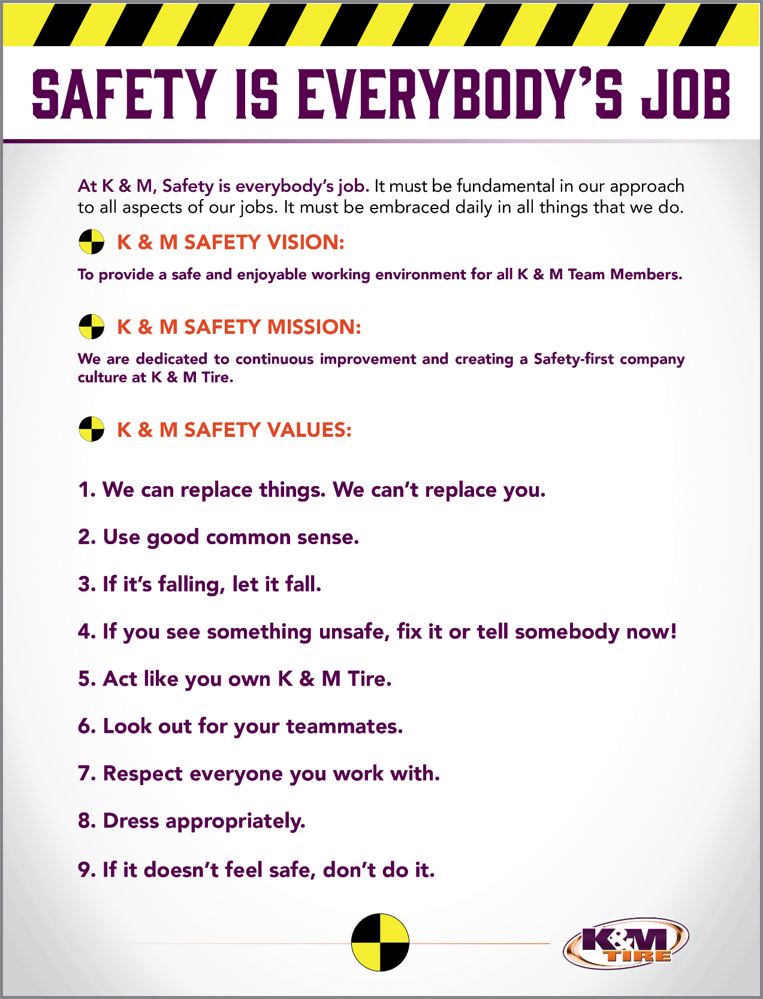 SAFETY IS EVERYBODY’S JOB
At K & M, Safety is everybody’s job. It must be fundamental in our approach
to all aspects of our jobs. It must be embraced daily in all things that we do.
K & M SAFETY VISION:
To provide a safe and enjoyable working environment for all K & M Team Members.
K & M SAFETY MISSION:
We are dedicated to continuous improvement and creating a Safety-first company
culture at K & M Tire.
K & M SAFETY VALUES:
1. We can replace things. We can’t replace you.
2. Use good common sense.
3. If it’s falling, let it fall.
4. If you see something unsafe, fix it or tell somebody now!
5. Act like you own K & M Tire.
6. Look out for your teammates.
7. Respect everyone you work with.
8. Dress appropriately.
9. If it doesn’t feel safe, don’t do it.
K&M
TIRE